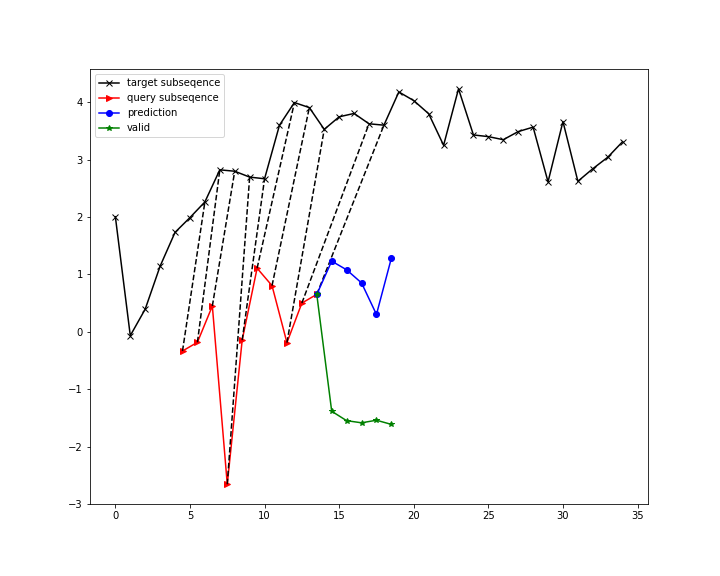 target subseqence
query subseqence
prediction
valid
4
3
2
1
0
−1
−2
−3
0 5 10 15 20 25 30 35